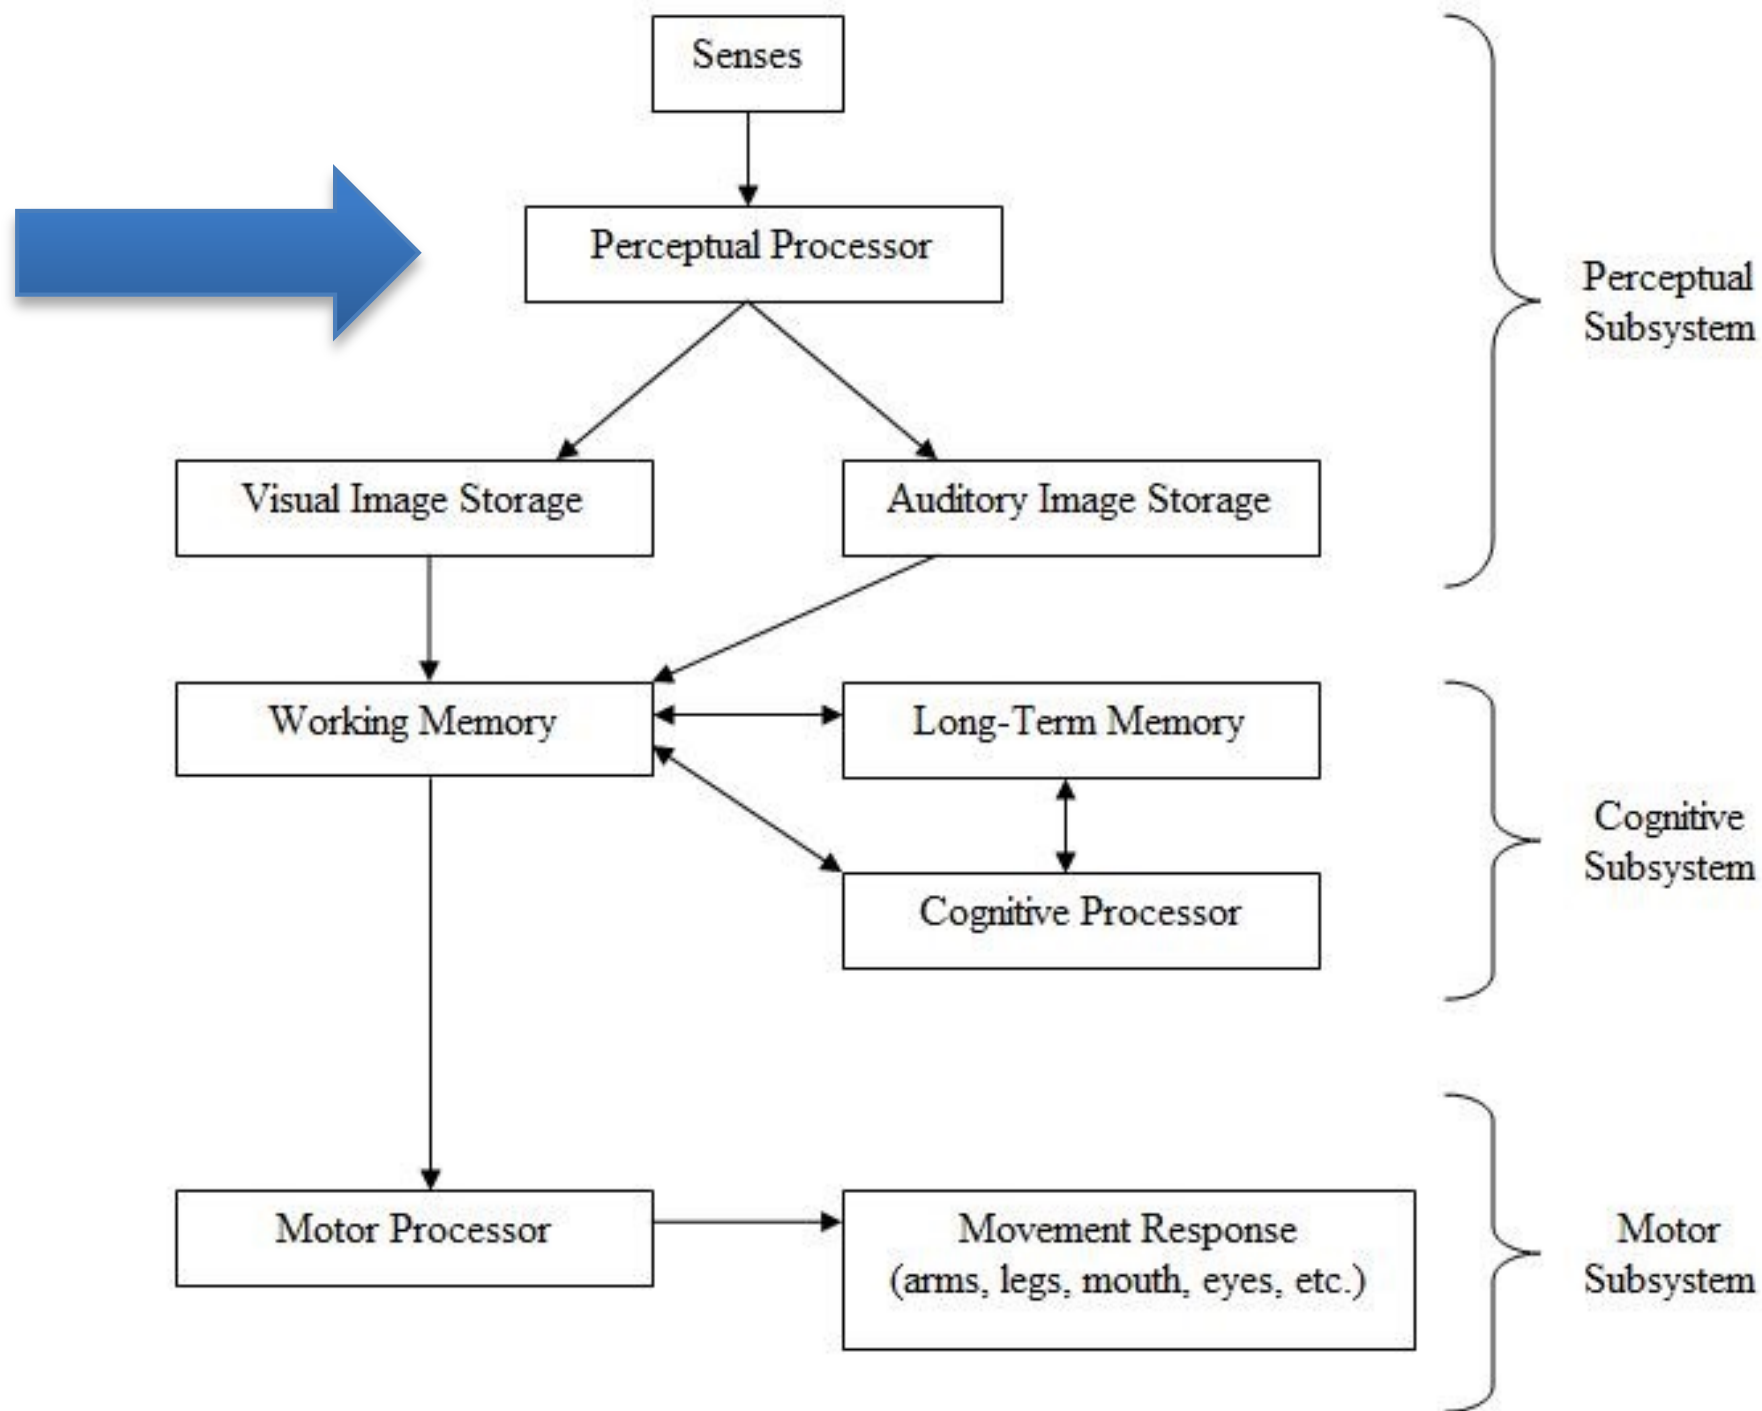 Senses
Perceptual Processor
Perceptual
Subsystem
Visual Image Storage
Auditory Image Storage
Working Memory
Long-Term Memory
Cognitive
Subsystem
Cognitive Processor
Motor Processor
Movement Response
(arms, legs, mouth, eyes, etc.)
Motor
Subsystem